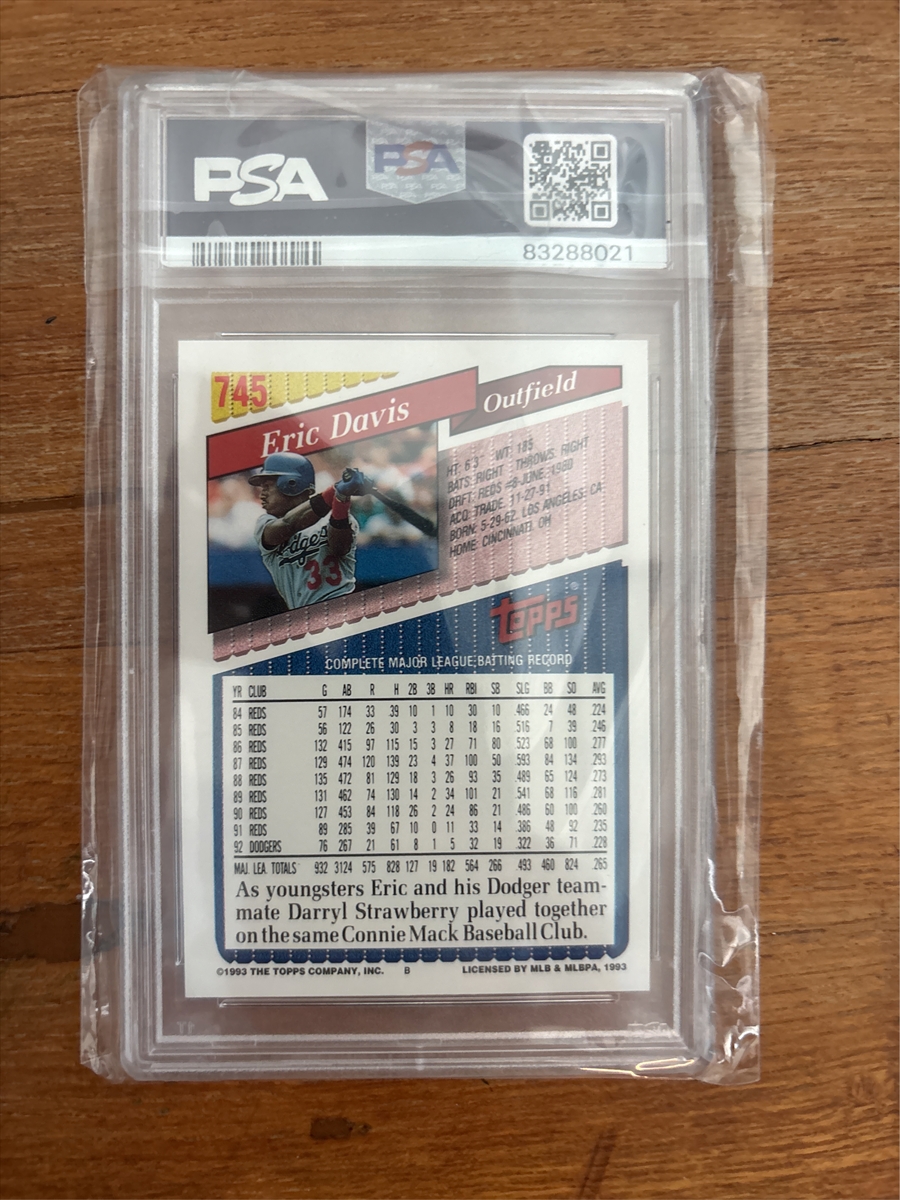 PSA
PSA
83288021
745
Eric Davis
Outfield
HT: 6'3" WT: 185
BATS: RIGHT THROWS: RIGHT
DRFT: REDS #8-JUNE, 1980
ACQ: TRADE, 11-27-91
BORN: 5-29-62, LOS ANGELES, CA
HOME: CINCINNATI, OH
Dodgers
33
TOPPS®
COMPLETE MAJOR LEAGUE BATTING RECORD
YR CLUB G AB R H 2B 3B HR RBI SB SLG BB SO AVG
84 REDS 57 174 33 39 10 1 10 30 10 .466 24 48 .224
85 REDS 56 122 26 30 3 3 8 18 16 .516 7 39 .246
86 REDS 132 415 97 115 15 3 27 71 80 .523 68 100 .277
87 REDS 129 474 120 139 23 4 37 100 50 .593 84 134 .293
88 REDS 135 472 81 129 18 3 26 93 35 .489 65 124 .273
89 REDS 131 462 74 130 14 2 34 101 21 .541 68 116 .281
90 REDS 127 453 84 118 26 2 24 86 21 .486 60 100 .260
91 REDS 89 285 39 67 10 0 11 33 14 .386 48 92 .235
92 DODGERS 76 267 21 61 8 1 5 32 19 .322 36 71 .228
MAJ. LEA. TOTALS 932 3124 575 828 127 19 182 564 266 .493 460 824 .265
As youngsters Eric and his Dodger team-
mate Darryl Strawberry played together
on the same Connie Mack Baseball Club.
©1993 THE TOPPS COMPANY, INC. B LICENSED BY MLB & MLBPA, 1993